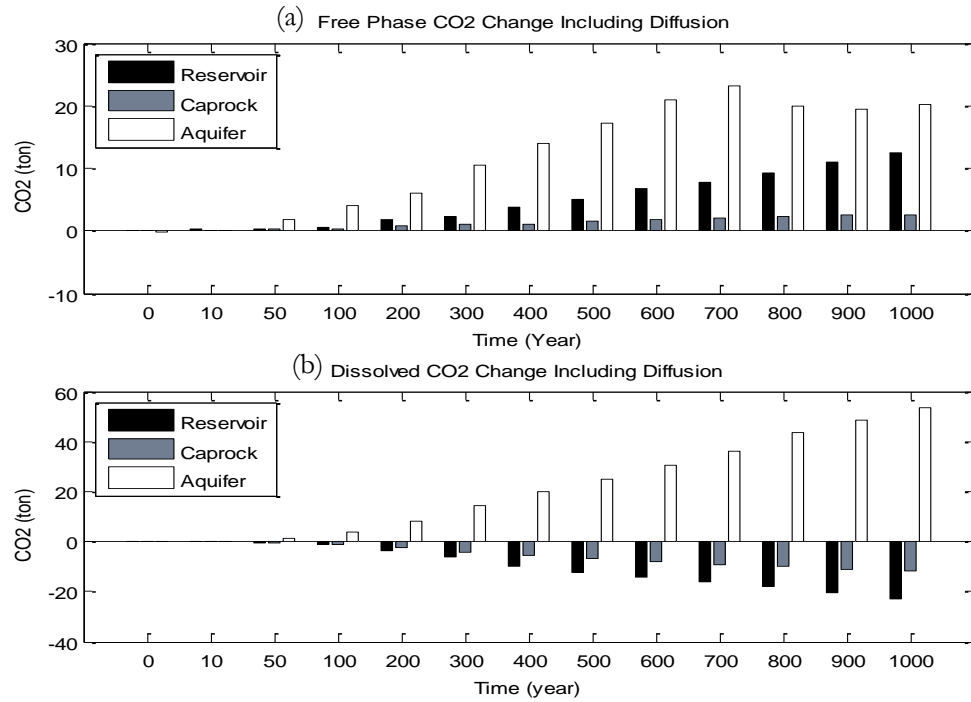 (a) Free Phase CO2 Change Including Diffusion
30
20
10
0
-10
CO2 (ton)
Reservoir
Caprock
Aquifer
0 10 50 100 200 300 400 500 600 700 800 900 1000
Time (Year)
(b) Dissolved CO2 Change Including Diffusion
60
40
20
0
-20
-40
CO2 (ton)
Reservoir
Caprock
Aquifer
0 10 50 100 200 300 400 500 600 700 800 900 1000
Time (year)